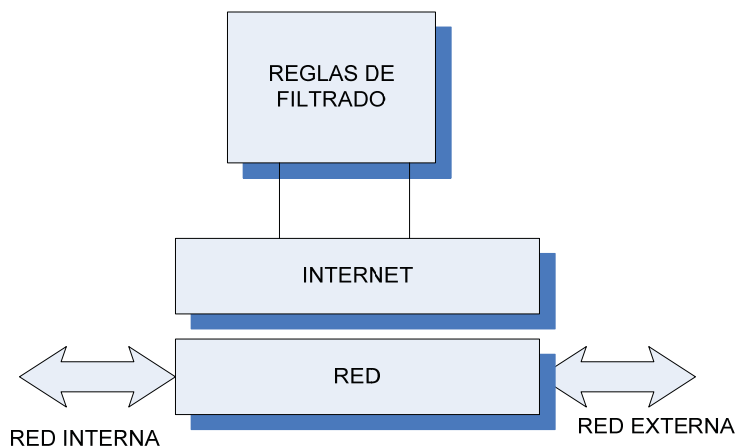 REGLAS DE
FILTRADO
INTERNET
RED
RED INTERNA
RED EXTERNA